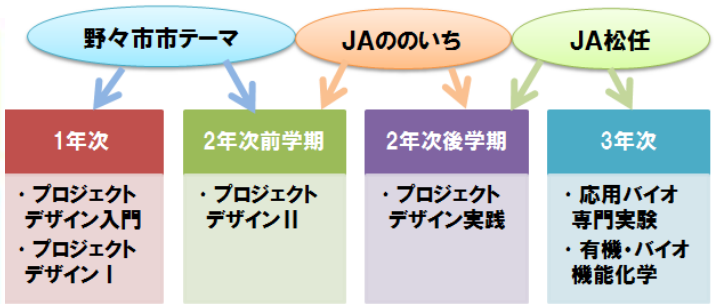 野々市市テーマ
JAののいち
JA松任
1年次
・プロジェクト
デザイン入門
・プロジェクト
デザインⅠ
2年次前学期
・プロジェクト
デザインⅡ
2年次後学期
・プロジェクト
デザイン実践
3年次
・応用バイオ
専門実験
・有機・バイオ
機能化学